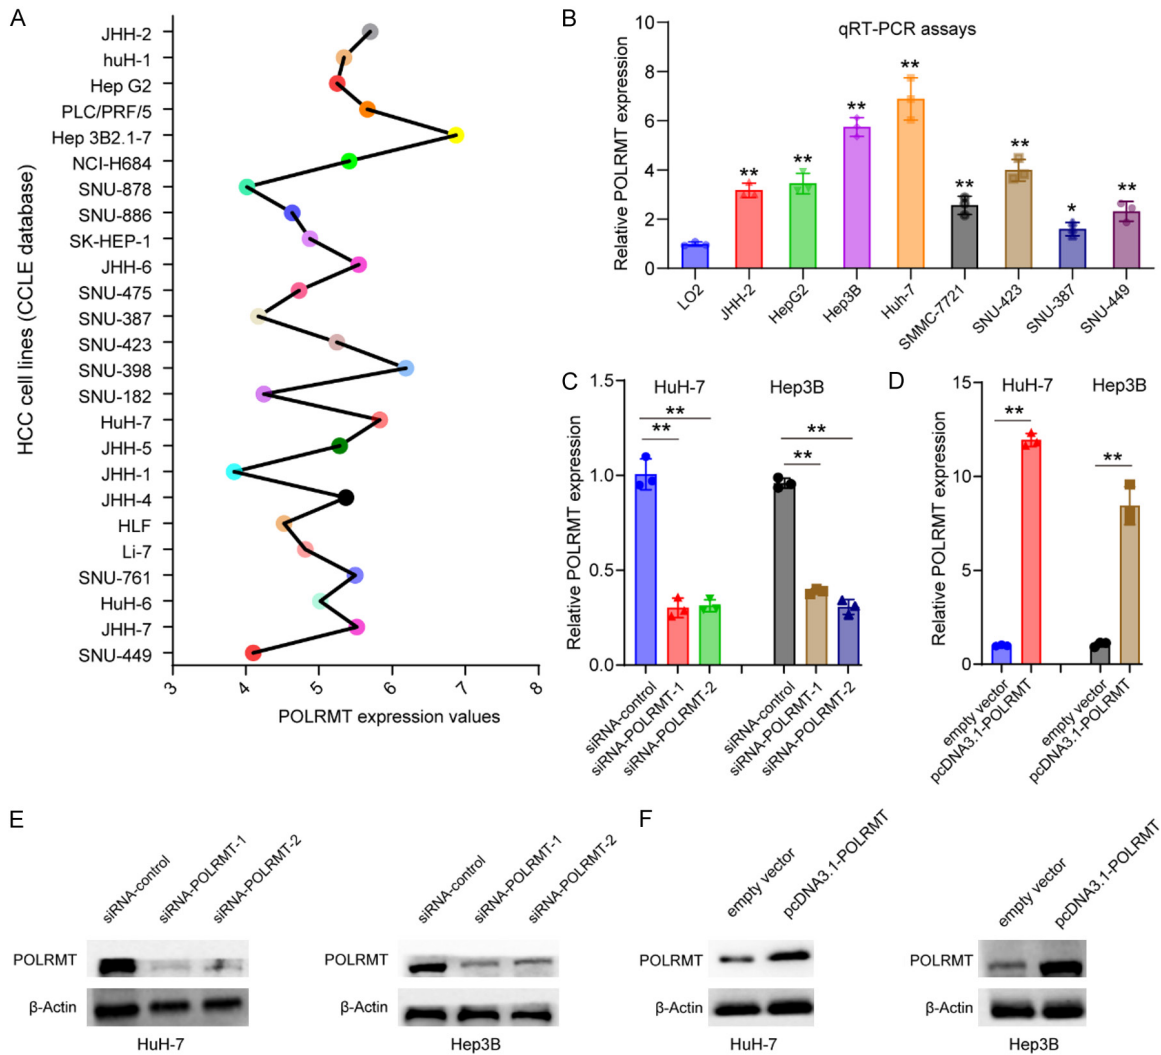 A
HCC cell lines (CCLE database)
JHH-2
huH-1
Hep G2
PLC/PRF/5
Hep 3B2.1-7
NCI-H684
SNU-878
SNU-886
SK-HEP-1
JHH-6
SNU-475
SNU-387
SNU-423
SNU-398
SNU-182
HuH-7
JHH-5
JHH-1
JHH-4
HLF
Li-7
SNU-761
HuH-6
JHH-7
SNU-449
3 4 5 6 7 8
POLRMT expression values
B
qRT-PCR assays
Relative POLRMT expression
10
8
6
4
2
0
** ** ** ** ** ** * **
LO2 JHH-2 HepG2 Hep3B Huh-7 SMMC-7721 SNU-423 SNU-387 SNU-449
C
HuH-7 Hep3B
Relative POLRMT expression
1.5
1.0
0.5
0.0
** **
** **
siRNA-control siRNA-POLRMT-1 siRNA-POLRMT-2 siRNA-control siRNA-POLRMT-1 siRNA-POLRMT-2
D
HuH-7 Hep3B
Relative POLRMT expression
15
10
5
0
** **
empty vector pcDNA3.1-POLRMT empty vector pcDNA3.1-POLRMT
E
siRNA-control siRNA-POLRMT-1 siRNA-POLRMT-2
POLRMT
β-Actin
HuH-7
siRNA-control siRNA-POLRMT-1 siRNA-POLRMT-2
POLRMT
β-Actin
Hep3B
F
empty vector pcDNA3.1-POLRMT
POLRMT
β-Actin
HuH-7
empty vector pcDNA3.1-POLRMT
POLRMT
β-Actin
Hep3B